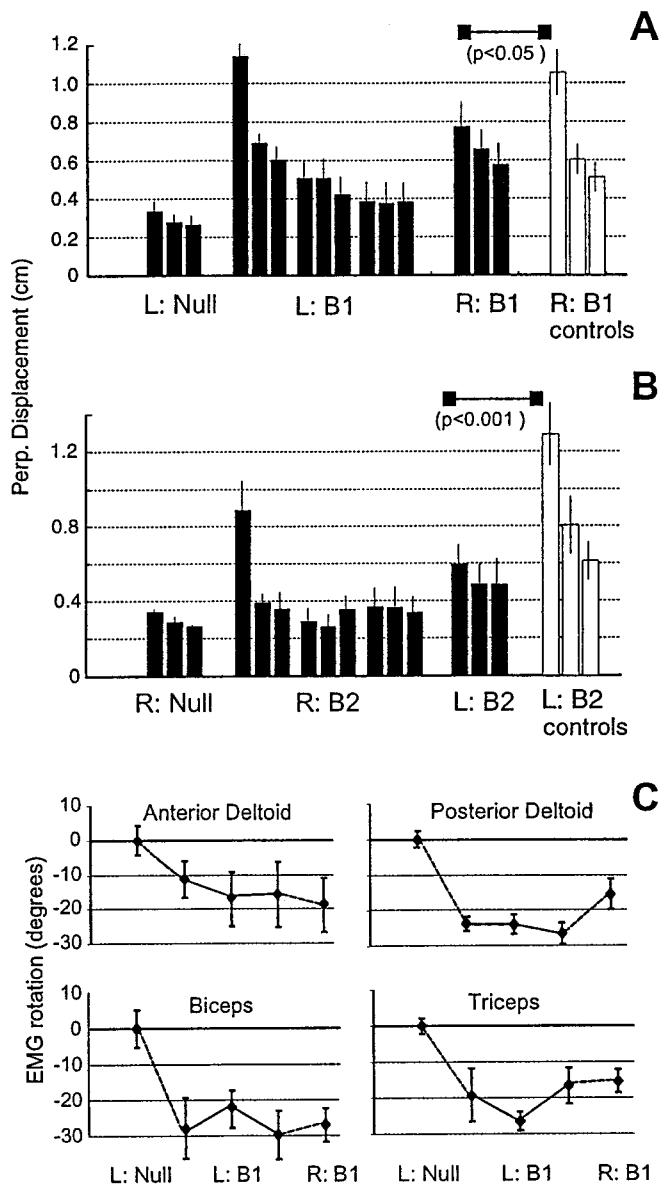 A
(p<0.05 )
1.2
1.0
0.8
0.6
0.4
0.2
0
L: Null
L: B1
R: B1
R: B1
controls
Perp. Displacement (cm)
B
(p<0.001 )
1.2
0.8
0.4
0
R: Null
R: B2
L: B2
L: B2
controls
C
EMG rotation (degrees)
Anterior Deltoid
10
0
-10
-20
-30
Posterior Deltoid
Biceps
10
0
-10
-20
-30
Triceps
L: Null
L: B1
R: B1
L: Null
L: B1
R: B1